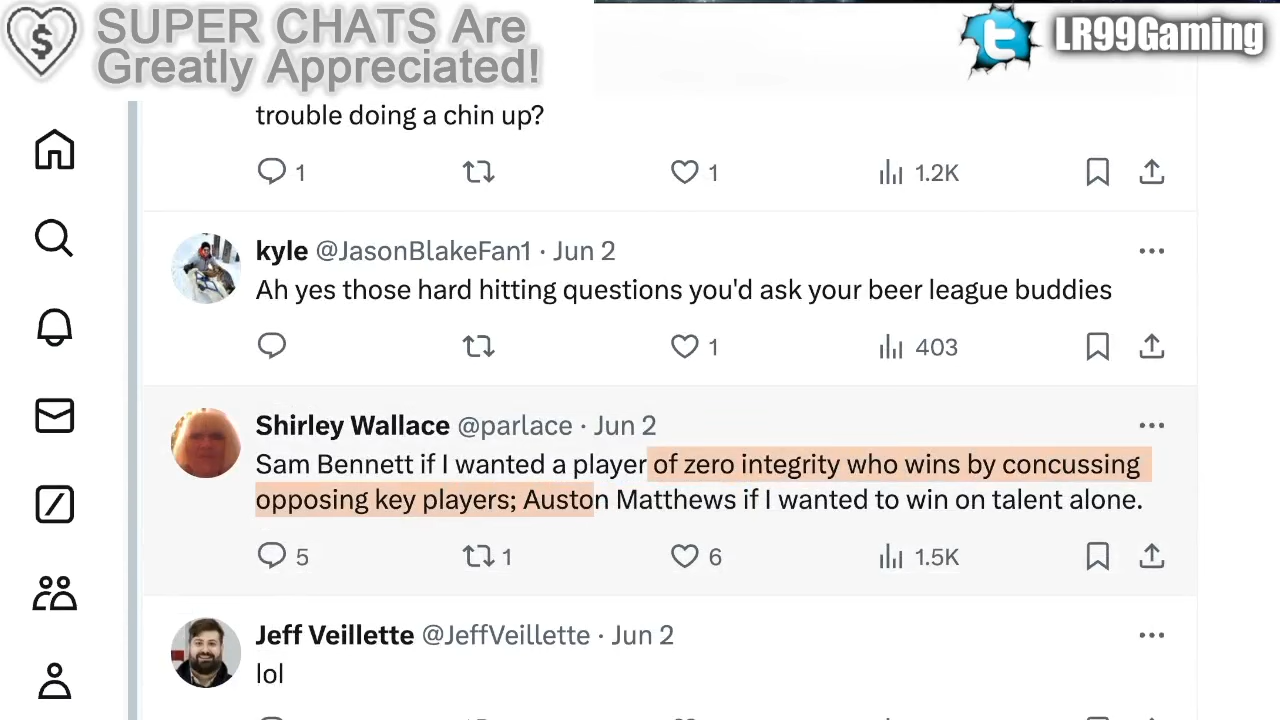 SUPER CHATS Are
Greatly Appreciated!
LR99Gaming
trouble doing a chin up?
1 1 1.2K
kyle @JasonBlakeFan1 · Jun 2
Ah yes those hard hitting questions you'd ask your beer league buddies
1 403
Shirley Wallace @parlace · Jun 2
Sam Bennett if I wanted a player of zero integrity who wins by concussing
opposing key players; Auston Matthews if I wanted to win on talent alone.
5 1 6 1.5K
Jeff Veillette @JeffVeillette · Jun 2
lol